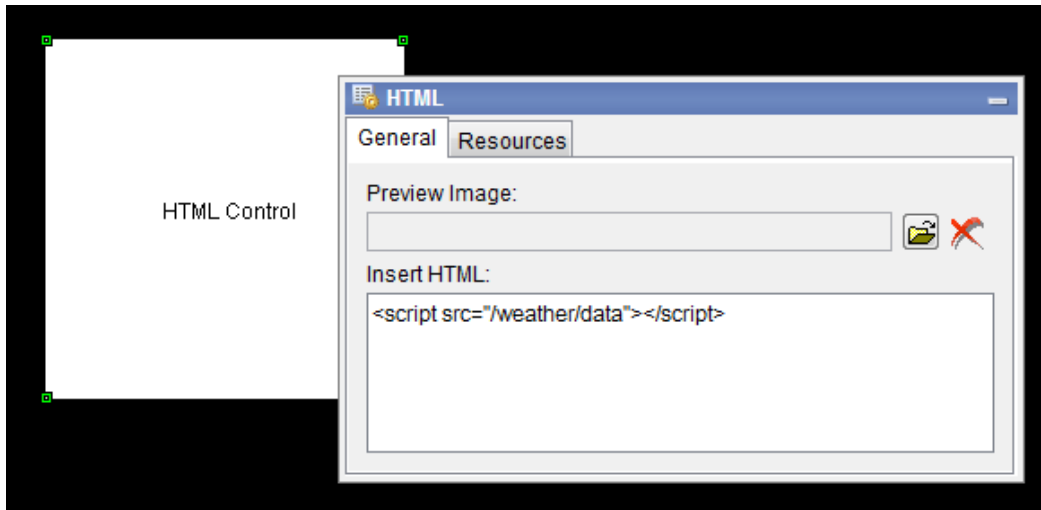 HTML
General
Resources
Preview Image:
HTML Control
Insert HTML:
<script src="/weather/data"></script>